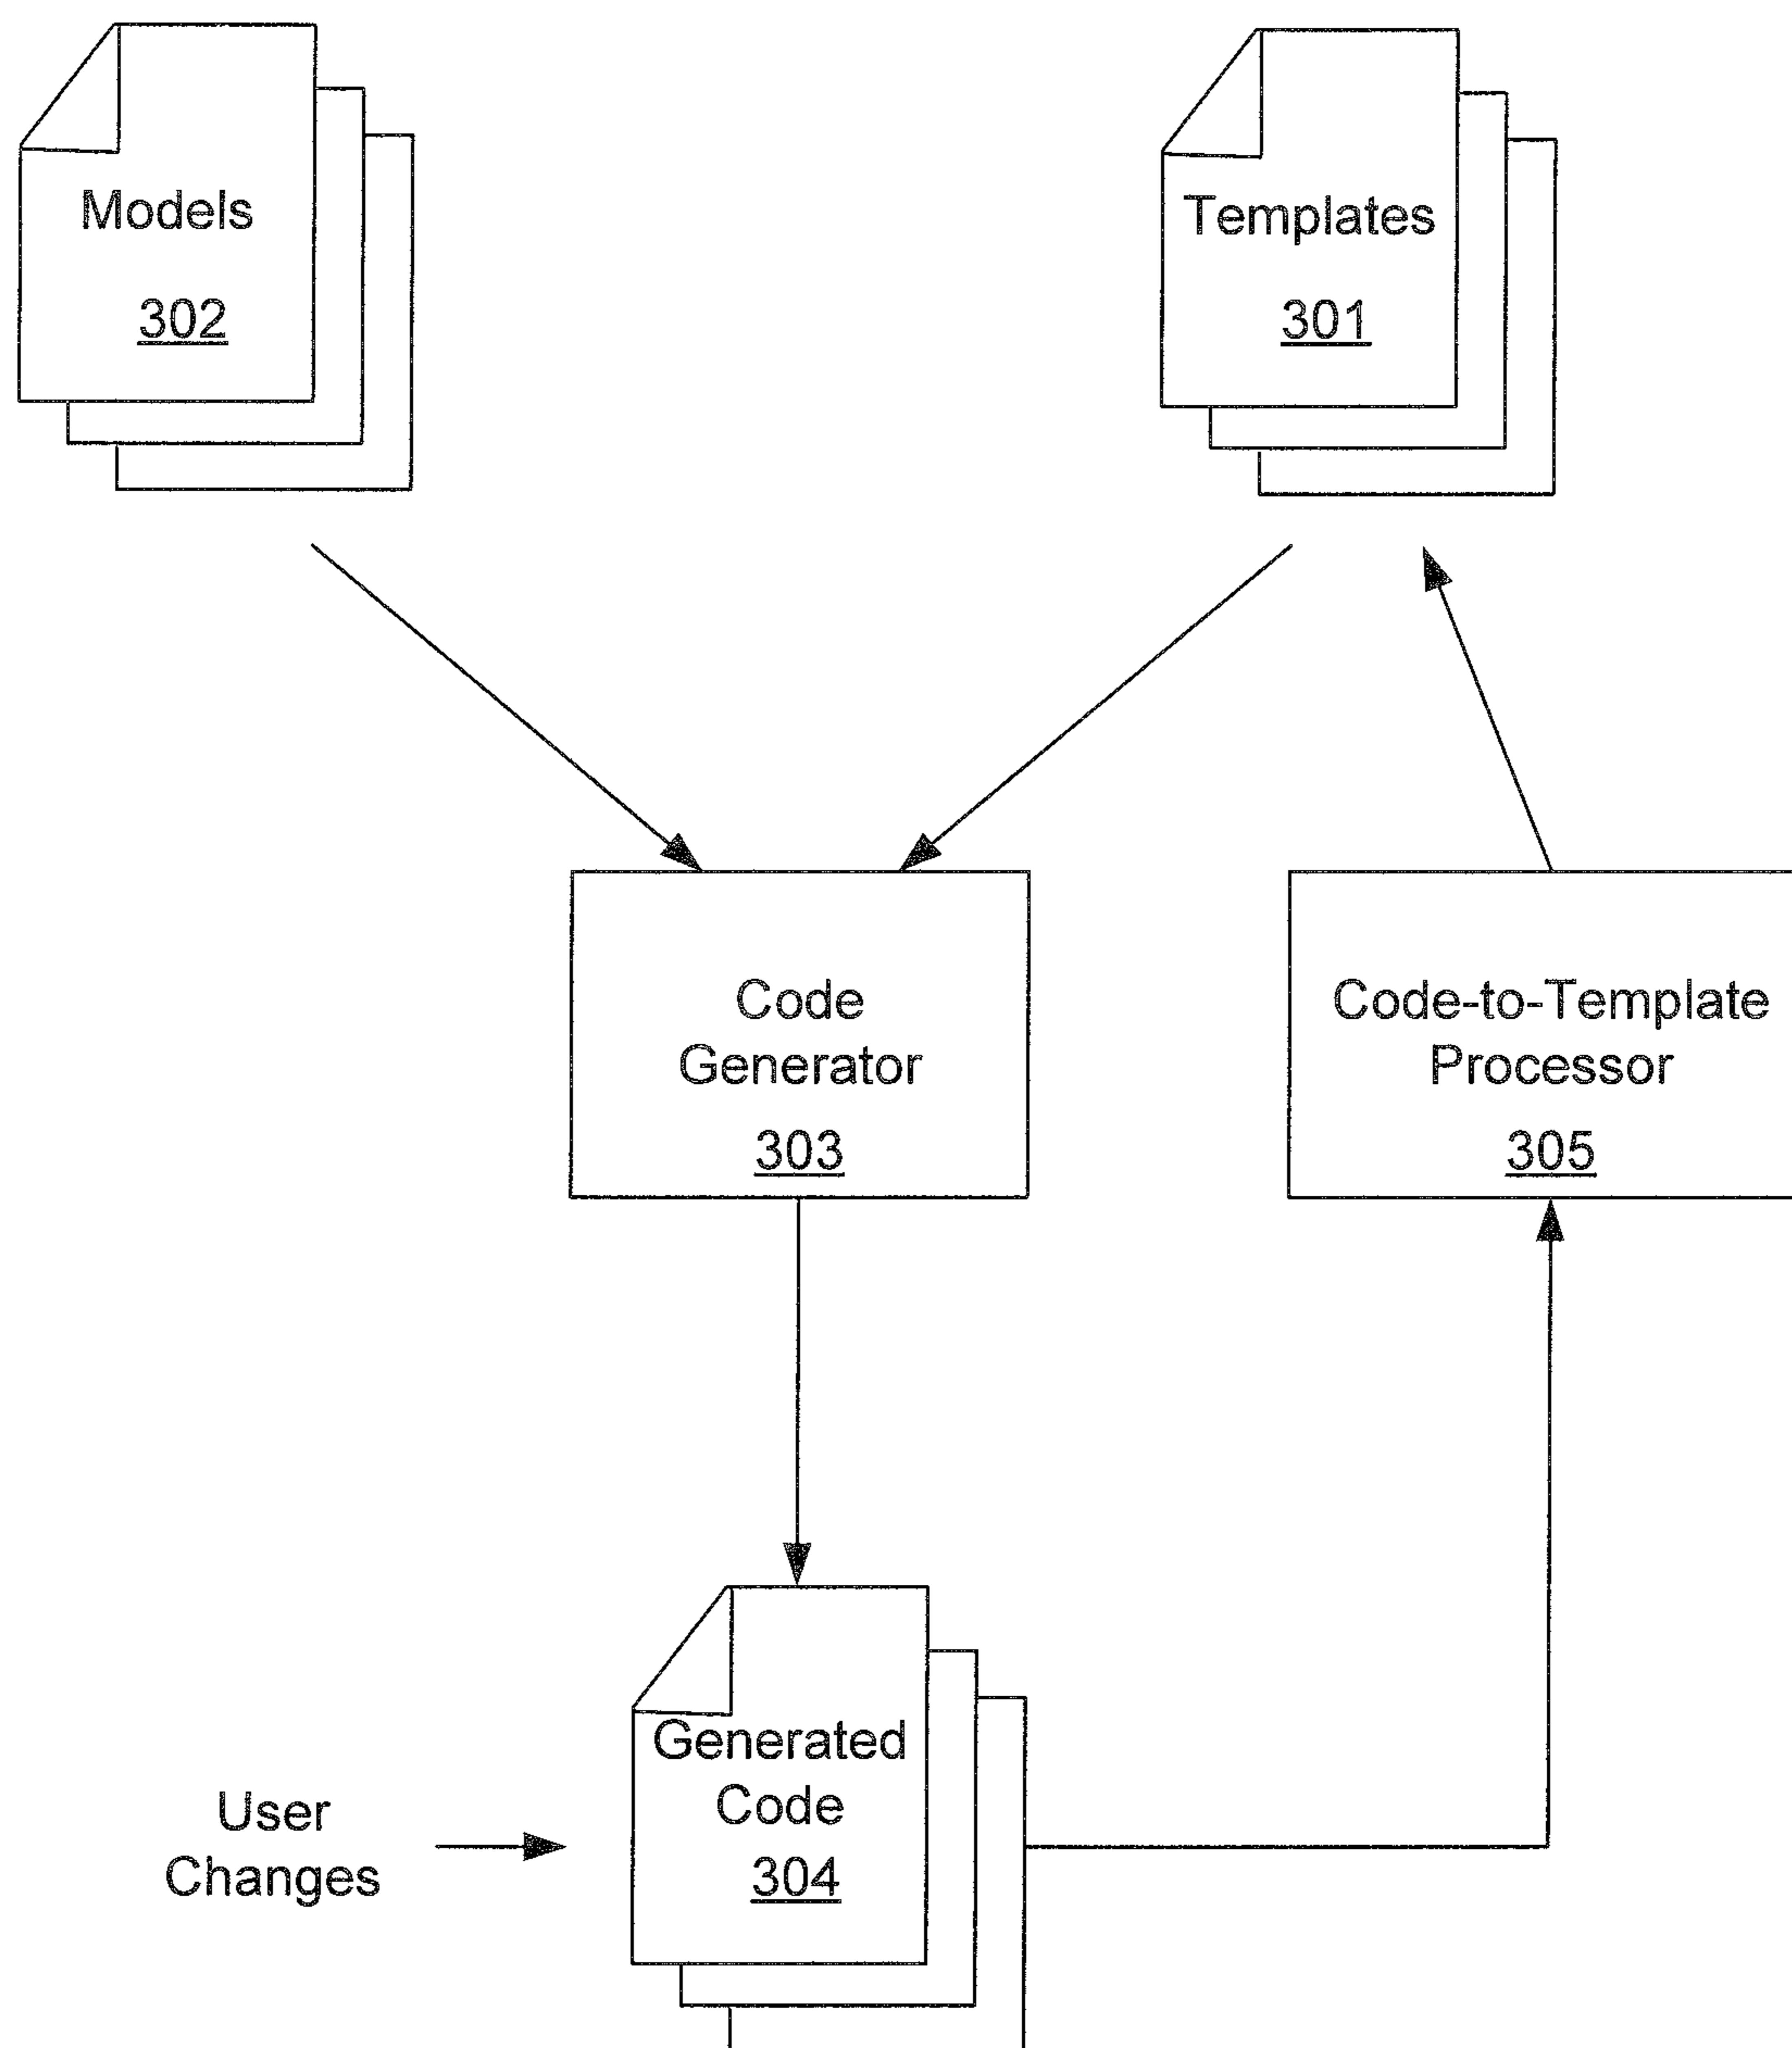 Models
302
Templates
301
Code
Generator
303
Code-to-Template
Processor
305
Generated
Code
304
User
Changes